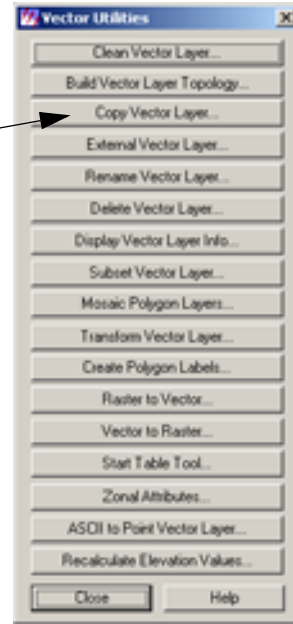 Vector Utilities
Clean Vector Layer...
Build Vector Layer Topology...
Copy Vector Layer...
External Vector Layer...
Rename Vector Layer...
Delete Vector Layer...
Display Vector Layer Info...
Subset Vector Layer...
Mosaic Polygon Layers...
Transform Vector Layer...
Create Polygon Labels...
Raster to Vector...
Vector to Raster...
Start Table Tool...
Zonal Attributes...
ASCII to Point Vector Layer...
Recalculate Elevation Values...
Close Help